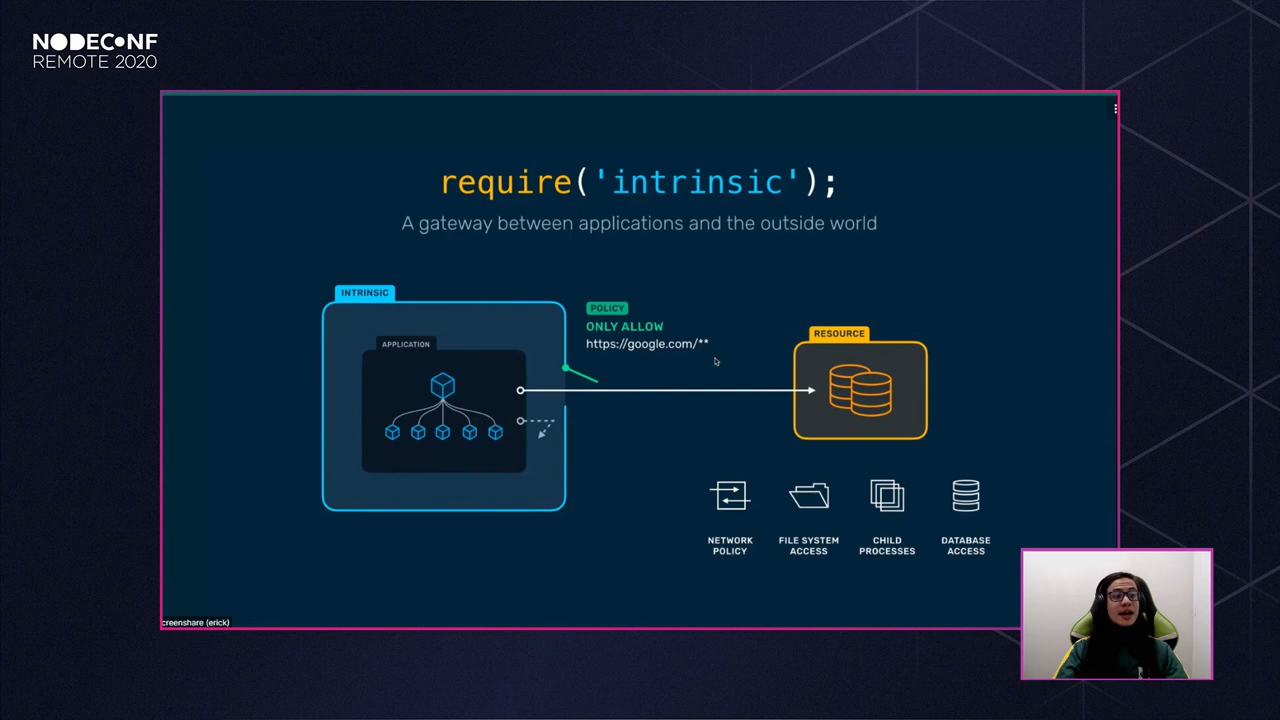 NODECONF
REMOTE 2020
require('intrinsic');
A gateway between applications and the outside world
INTRINSIC
APPLICATION
POLICY
ONLY ALLOW
https://google.com/**
RESOURCE
NETWORK
POLICY
FILE SYSTEM
ACCESS
CHILD
PROCESSES
DATABASE
ACCESS
creenshare (erick)